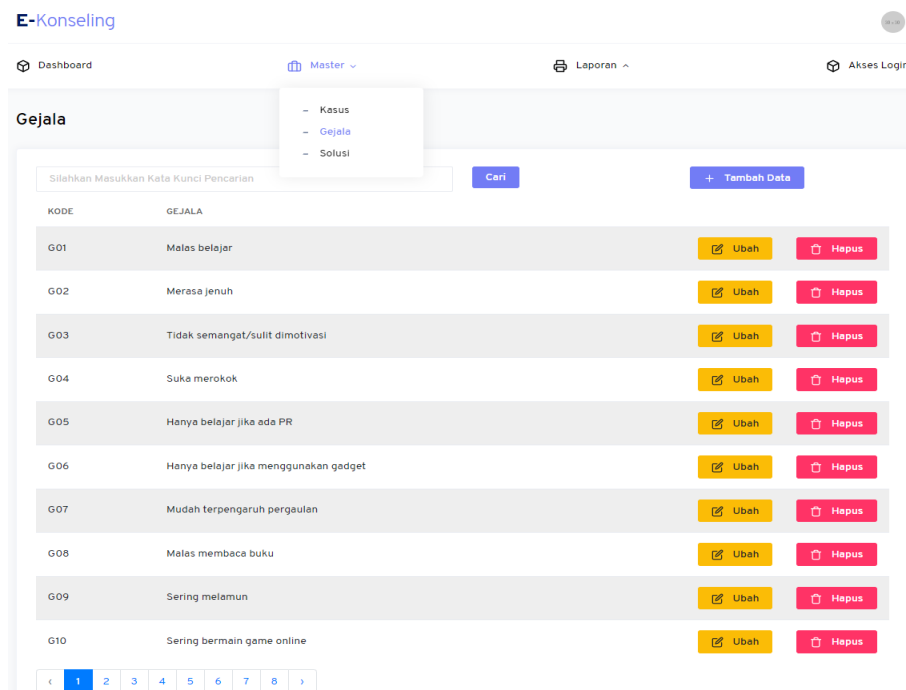 E-Konseling
Dashboard
Master
Laporan
Akses Login
Kasus
Gejala
Solusi
Gejala
Silahkan Masukkan Kata Kunci Pencarian
Cari
+ Tambah Data
KODE GEJALA
G01 Malas belajar Ubah Hapus
G02 Merasa jenuh Ubah Hapus
G03 Tidak semangat/sulit dimotivasi Ubah Hapus
G04 Suka merokok Ubah Hapus
G05 Hanya belajar jika ada PR Ubah Hapus
G06 Hanya belajar jika menggunakan gadget Ubah Hapus
G07 Mudah terpengaruh pergaulan Ubah Hapus
G08 Malas membaca buku Ubah Hapus
G09 Sering melamun Ubah Hapus
G10 Sering bermain game online Ubah Hapus
‹ 1 2 3 4 5 6 7 8 ›